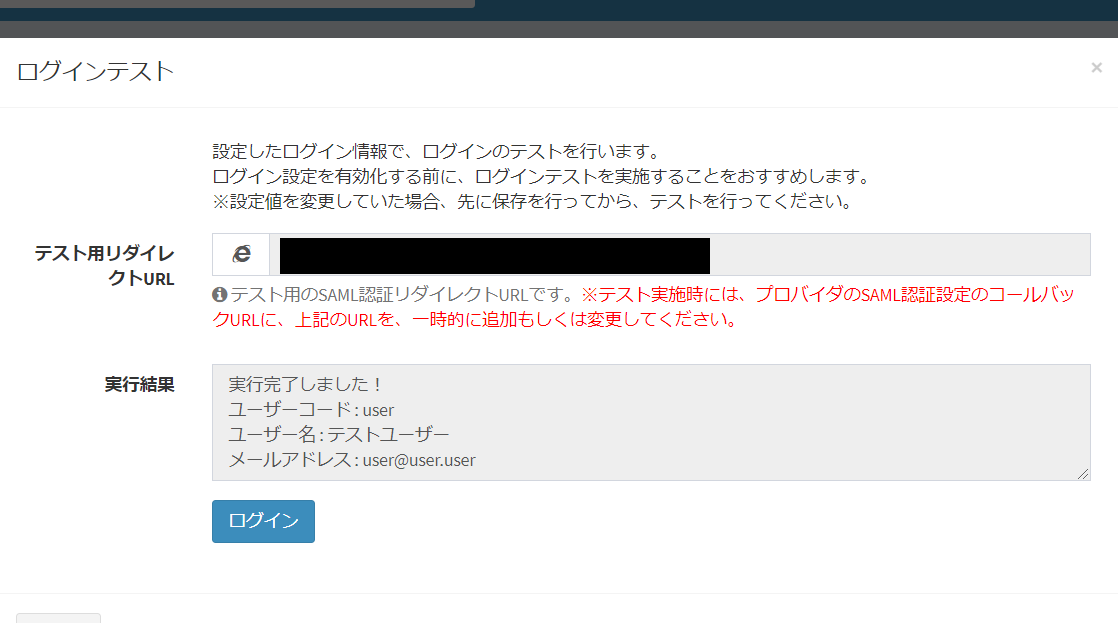 ログインテスト
×
設定したログイン情報で、ログインのテストを行います。
ログイン設定を有効化する前に、ログインテストを実施することをおすすめします。
※設定値を変更していた場合、先に保存を行ってから、テストを行ってください。
テスト用リダイレ
クトURL
テスト用のSAML認証リダイレクトURLです。※テスト実施時には、プロバイダのSAML認証設定のコールバッ
クURLに、上記のURLを、一時的に追加もしくは変更してください。
実行結果
実行完了しました！
ユーザーコード : user
ユーザー名 : テストユーザー
メールアドレス : user@user.user
ログイン